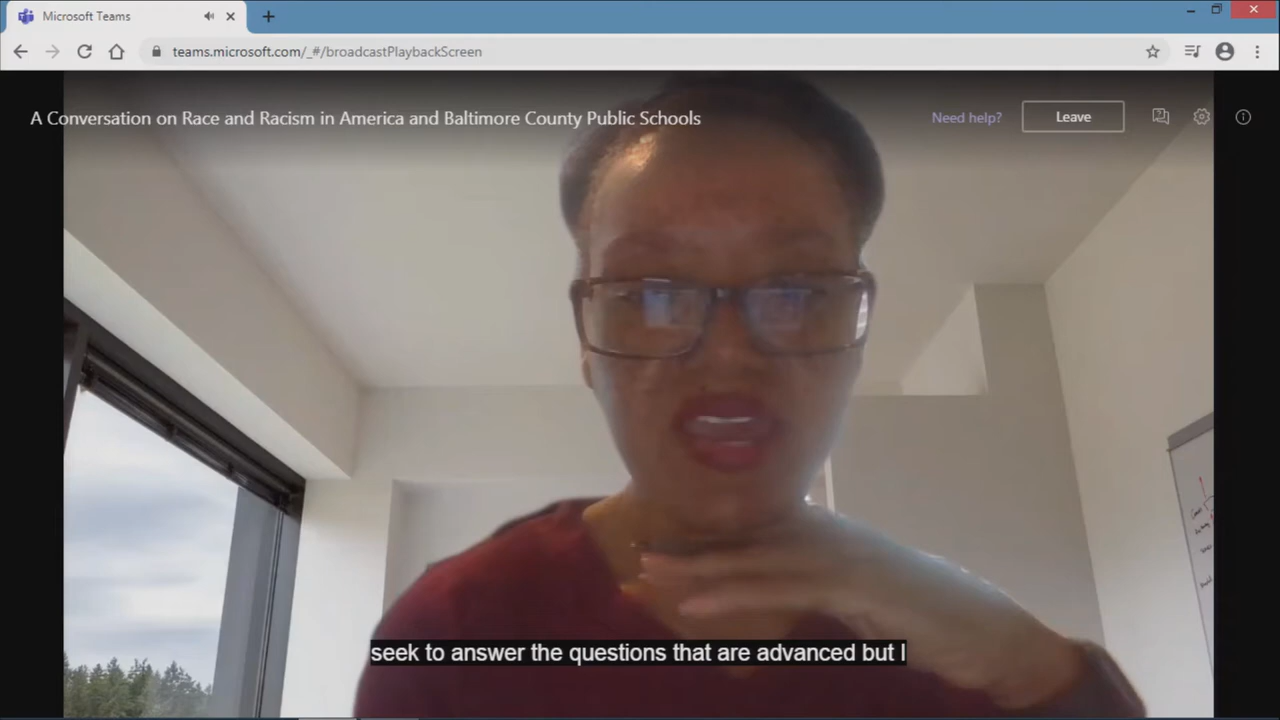 Microsoft Teams
teams.microsoft.com/_#/broadcastPlaybackScreen
A Conversation on Race and Racism in America and Baltimore County Public Schools
Need help?
Leave
seek to answer the questions that are advanced but I